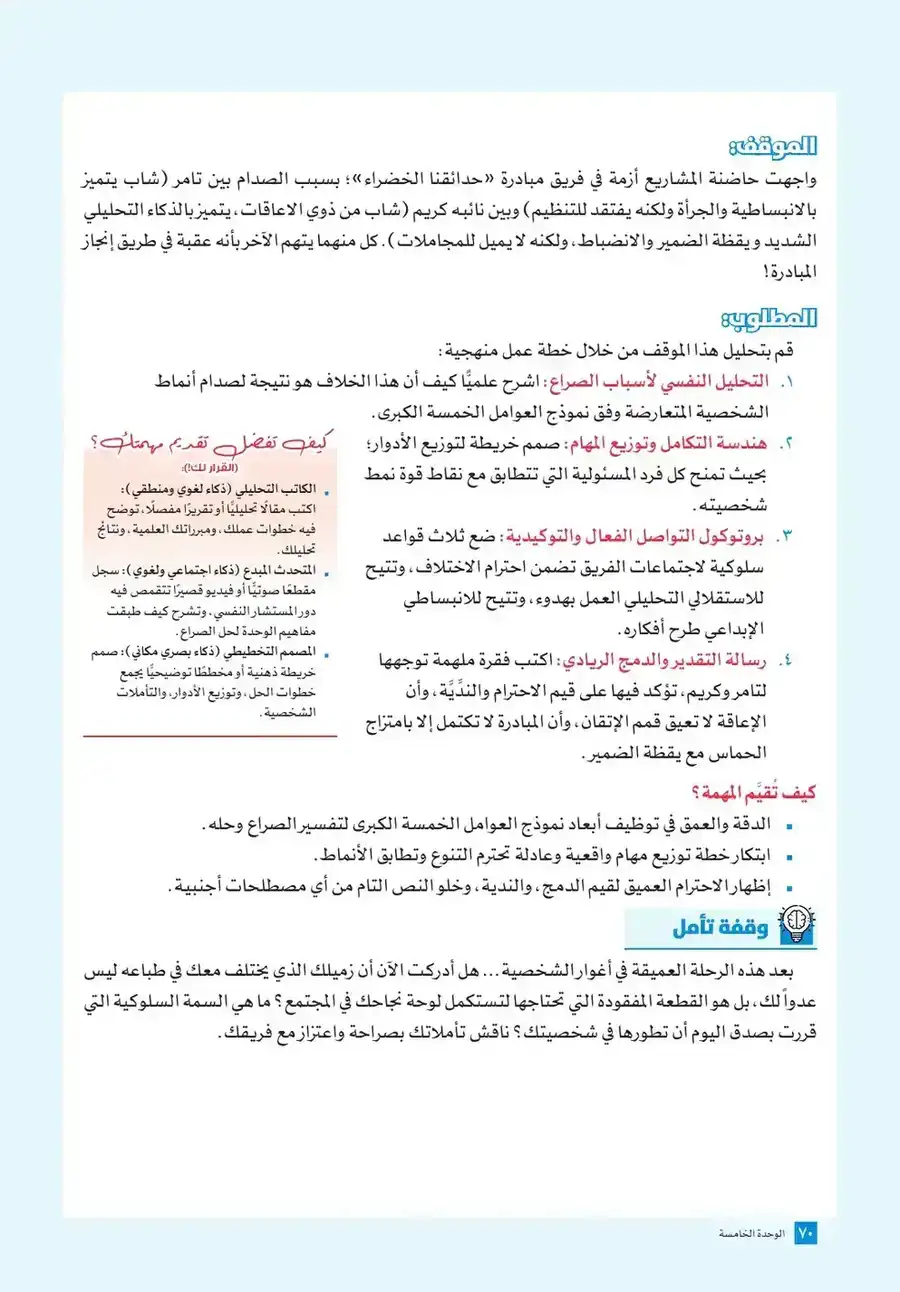 الموقف:
واجهت حاضنة المشاريع أزمة في فريق مبادرة «حدائقنا الخضراء»؛ بسبب الصدام بين تامر (شاب يتميز
بالانبساطية والجرأة ولكنه يفتقد للتنظيم) وبين نائبه كريم (شاب من ذوي الاعاقات، يتميز بالذكاء التحليلي
الشديد ويقظة الضمير والانضباط، ولكنه لا يميل للمجاملات). كل منهما يتهم الآخر بأنه عقبة في طريق إنجاز
المبادرة!
المطلوب:
قم بتحليل هذا الموقف من خلال خطة عمل منهجية:
١. التحليل النفسي لأسباب الصراع: اشرح علميًّا كيف أن هذا الخلاف هو نتيجة لصدام أنماط
الشخصية المتعارضة وفق نموذج العوامل الخمسة الكبرى.
٢. هندسة التكامل وتوزيع المهام: صمم خريطة لتوزيع الأدوار؛
بحيث تمنح كل فرد المسئولية التي تتطابق مع نقاط قوة نمط
شخصيته.
٣. بروتوكول التواصل الفعال والتوكيدية: ضع ثلاث قواعد
سلوكية لاجتماعات الفريق تضمن احترام الاختلاف، وتتيح
للاستقلالي التحليلي العمل بهدوء، وتتيح للانبساطي
الإبداعي طرح أفكاره.
٤. رسالة التقدير والدمج الريادي: اكتب فقرة ملهمة توجهها
لتامر وكريم، تؤكد فيها على قيم الاحترام والنِّديَّة، وأن
الإعاقة لا تعيق قمم الإتقان، وأن المبادرة لا تكتمل إلا بامتزاج
الحماس مع يقظة الضمير.
كيف تفضل تقديم مهمتك؟
(القرار لك!):
▪ الكاتب التحليلي (ذكاء لغوي ومنطقي):
اكتب مقالًا تحليليًّا أو تقريرًا مفصلًا، توضح
فيه خطوات عملك، ومبرراتك العلمية، ونتائج
تحليلك.
▪ المتحدث المبدع (ذكاء اجتماعي ولغوي): سجل
مقطعًا صوتيًّا أو فيديو قصيرًا تتقمص فيه
دور المستشار النفسي، وتشرح كيف طبقت
مفاهيم الوحدة لحل الصراع.
▪ المصمم التخطيطي (ذكاء بصري مكاني): صمم
خريطة ذهنية أو مخططًا توضيحيًّا يجمع
خطوات الحل، وتوزيع الأدوار، والتأملات
الشخصية.
كيف تُقيَّم المهمة؟
▪ الدقة والعمق في توظيف أبعاد نموذج العوامل الخمسة الكبرى لتفسير الصراع وحله.
▪ ابتكار خطة توزيع مهام واقعية وعادلة تحترم التنوع وتطابق الأنماط.
▪ إظهار الاحترام العميق لقيم الدمج، والندية، وخلو النص التام من أي مصطلحات أجنبية.
وقفة تأمل
بعد هذه الرحلة العميقة في أغوار الشخصية... هل أدركت الآن أن زميلك الذي يختلف معك في طباعه ليس
عدواً لك، بل هو القطعة المفقودة التي تحتاجها لتستكمل لوحة نجاحك في المجتمع؟ ما هي السمة السلوكية التي
قررت بصدق اليوم أن تطورها في شخصيتك؟ ناقش تأملاتك بصراحة واعتزاز مع فريقك.
٧٠ الوحدة الخامسة